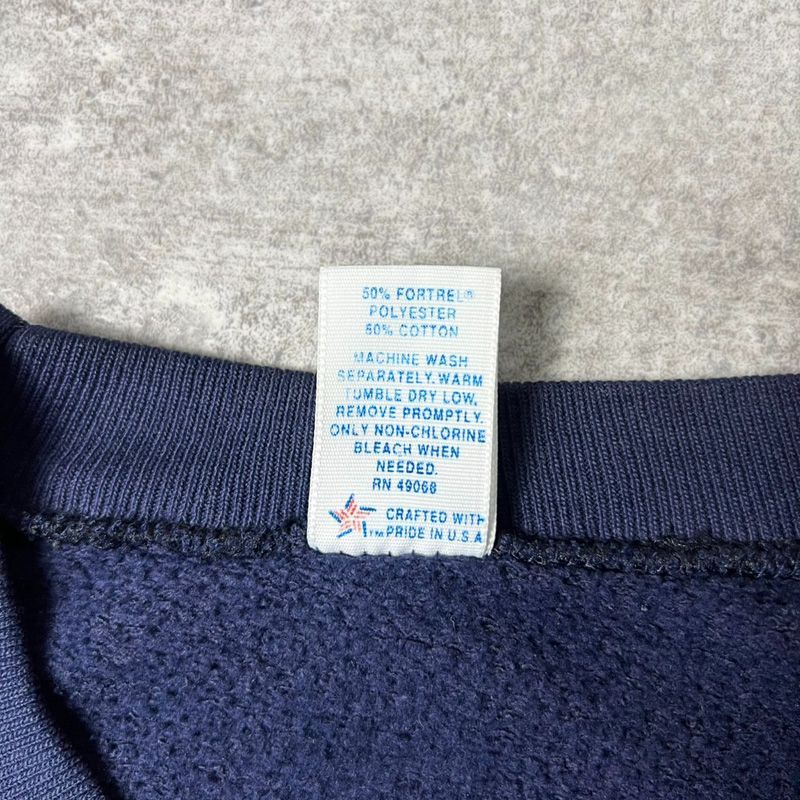 50% FORTREL®
POLYESTER
50% COTTON
MACHINE WASH
SEPARATELY. WARM
TUMBLE DRY LOW.
REMOVE PROMPTLY.
ONLY NON-CHLORINE
BLEACH WHEN
NEEDED.
RN 49068
CRAFTED WITH
TM PRIDE IN U.S.A